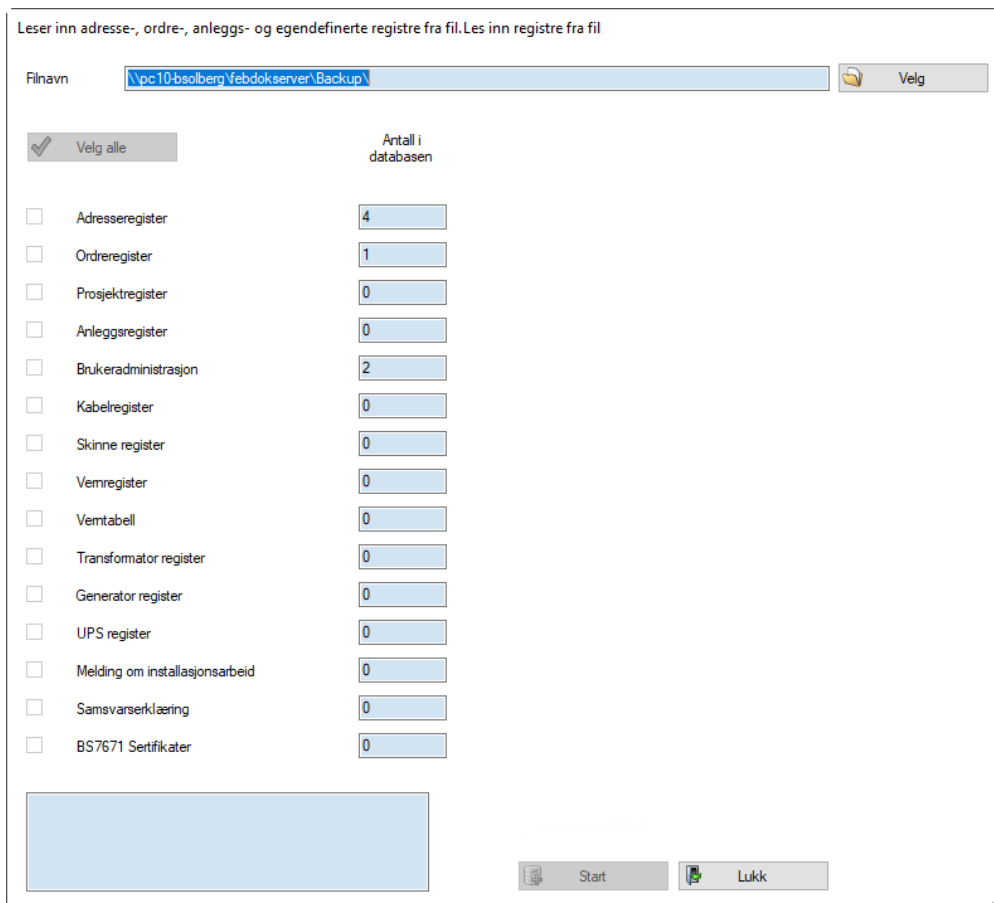 Leser inn adresse-, ordre-, anleggs- og egendefinerte registre fra fil.Les inn registre fra fil
Filnavn \\pc10-bsolberg\febdokserver\Backup\ Velg
Velg alle
Antall i
databasen
Adresseregister 4
Ordreregister 1
Prosjektregister 0
Anleggsregister 0
Brukeradministrasjon 2
Kabelregister 0
Skinne register 0
Vernregister 0
Verntabell 0
Transformator register 0
Generator register 0
UPS register 0
Melding om installasjonsarbeid 0
Samsvarserklæring 0
BS7671 Sertifikater 0
Start Lukk